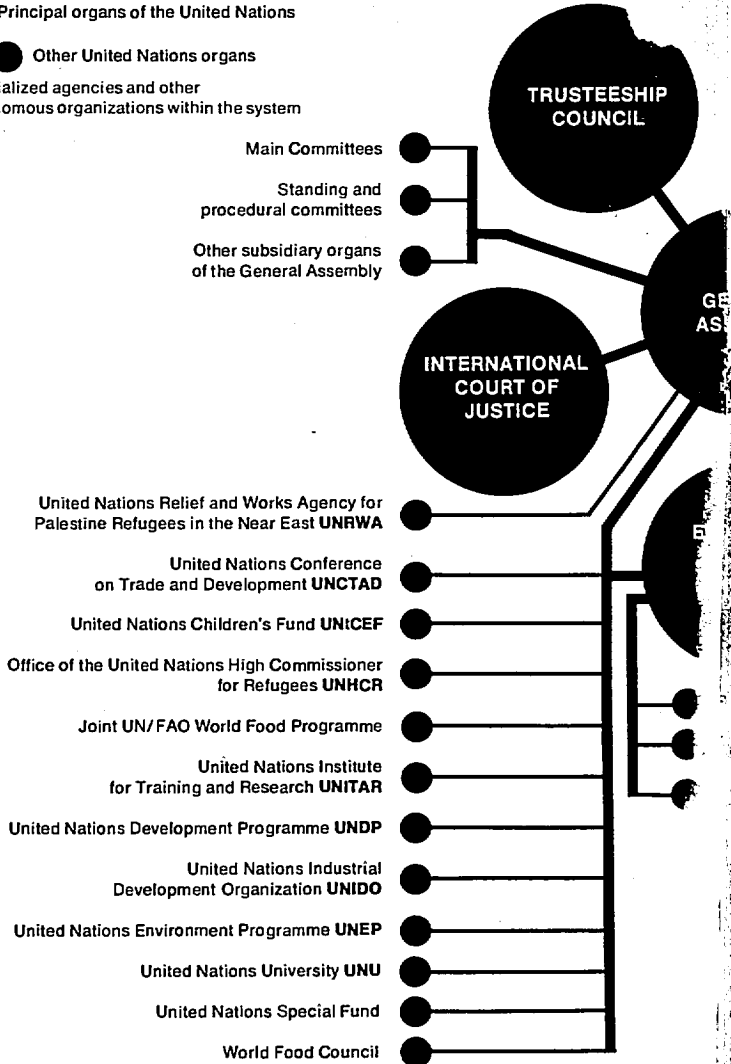 Principal organs of the United Nations
Other United Nations organs
alized agencies and other
omous organizations within the system
TRUSTEESHIP
COUNCIL
Main Committees
Standing and
procedural committees
Other subsidiary organs
of the General Assembly
GE
AS
INTERNATIONAL
COURT OF
JUSTICE
United Nations Relief and Works Agency for
Palestine Refugees in the Near East UNRWA
United Nations Conference
on Trade and Development UNCTAD
United Nations Children's Fund UNICEF
Office of the United Nations High Commissioner
for Refugees UNHCR
Joint UN/FAO World Food Programme
United Nations Institute
for Training and Research UNITAR
United Nations Development Programme UNDP
United Nations Industrial
Development Organization UNIDO
United Nations Environment Programme UNEP
United Nations University UNU
United Nations Special Fund
World Food Council